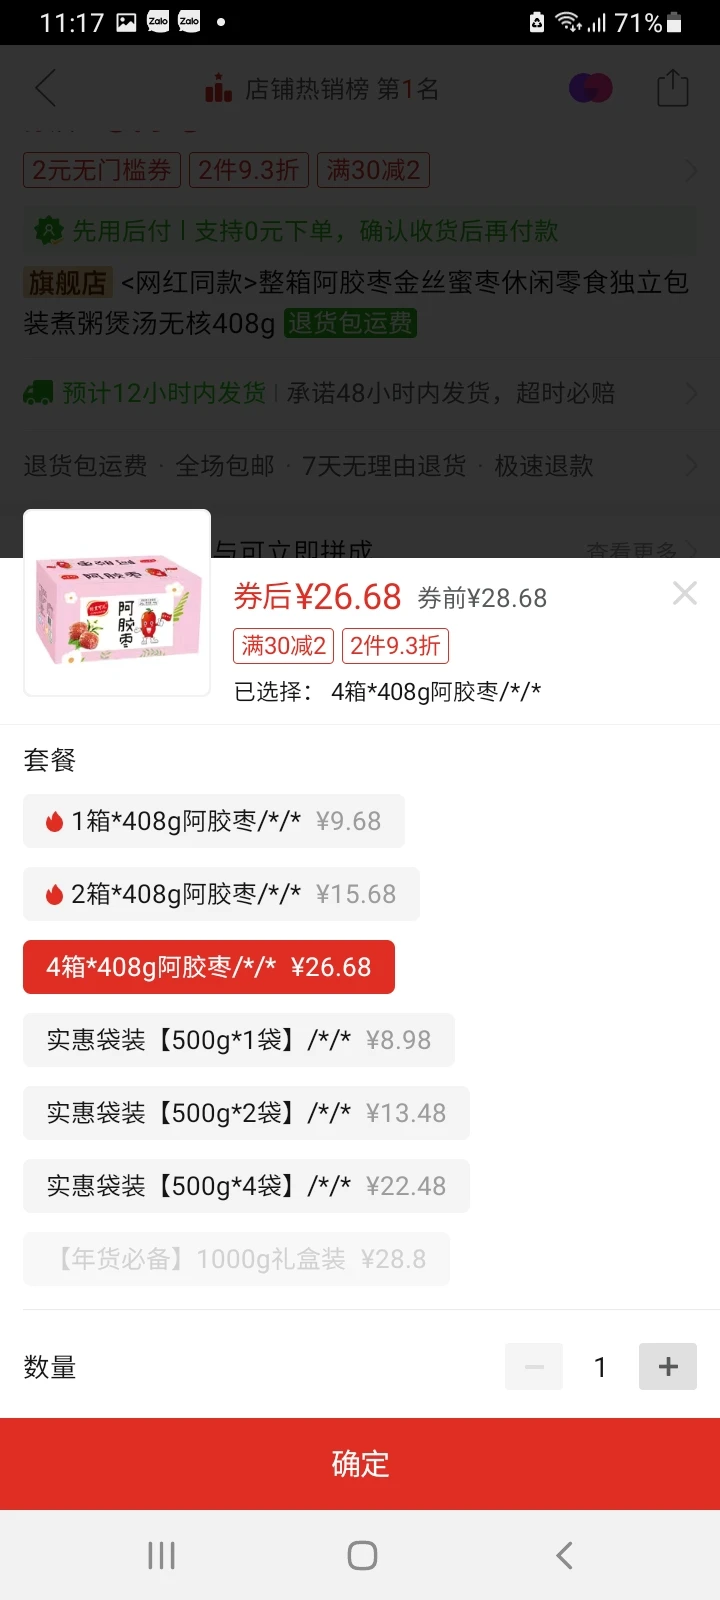 11:17 Zalo Zalo 71%
店铺热销榜 第1名
2元无门槛券 2件9.3折 满30减2
先用后付 | 支持0元下单，确认收货后再付款
旗舰店 <网红同款>整箱阿胶枣金丝蜜枣休闲零食独立包
装煮粥煲汤无核408g 退货包运费
预计12小时内发货 | 承诺48小时内发货，超时必赔
退货包运费 · 全场包邮 · 7天无理由退货 · 极速退款
与可立即拼成 查看更多
阿胶枣
阿胶枣
券后¥26.68 券前¥28.68
满30减2 2件9.3折
已选择： 4箱*408g阿胶枣/*/*
套餐
1箱*408g阿胶枣/*/* ¥9.68
2箱*408g阿胶枣/*/* ¥15.68
4箱*408g阿胶枣/*/* ¥26.68
实惠袋装【500g*1袋】/*/* ¥8.98
实惠袋装【500g*2袋】/*/* ¥13.48
实惠袋装【500g*4袋】/*/* ¥22.48
【年货必备】1000g礼盒装 ¥28.8
数量 1
确定